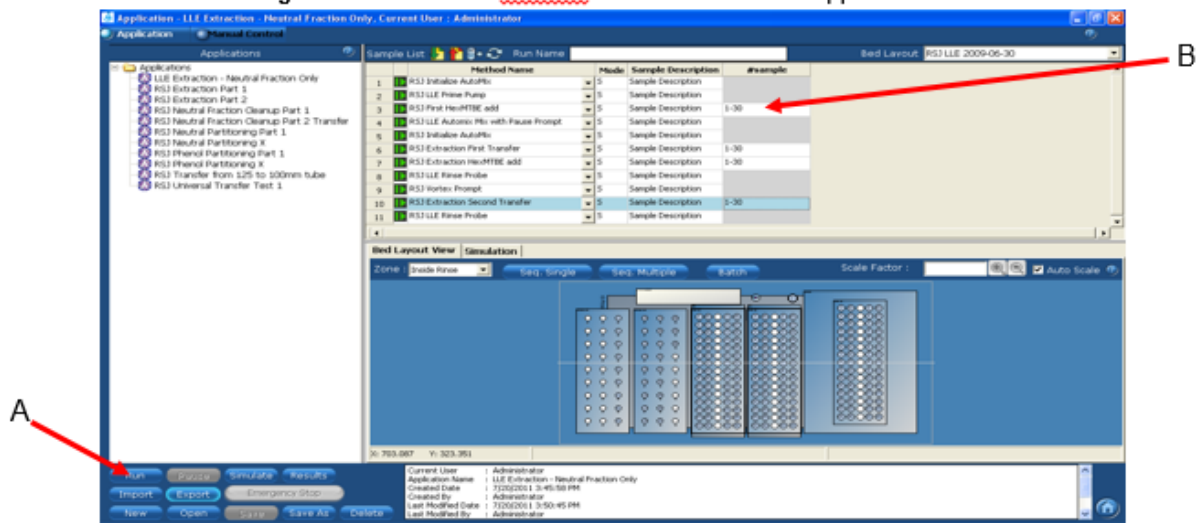 Application - LLE Extraction - Neutral Fraction Only, Current User : Administrator
Application Manual Control
Applications
Sample List Run Name Bed Layout RSJ LLE 2009-06-30
Applications
LLE Extraction - Neutral Fraction Only
RSJ Extraction Part 1
RSJ Extraction Part 2
RSJ Neutral Fraction Cleanup Part 1
RSJ Neutral Fraction Cleanup Part 2 Transfer
RSJ Neutral Partitioning Part 1
RSJ Neutral Partitioning X
RSJ Phenol Partitioning Part 1
RSJ Phenol Partitioning X
RSJ Transfer from 125 to 100mm tube
RSJ Universal Transfer Test 1
Method Name Mode Sample Description #sample
1 RSJ Initialize AutoMix S Sample Description
2 RSJ LLE Prime Pump S Sample Description
3 RSJ First HexMTBE add S Sample Description 1-30
4 RSJ LLE Automix Mix with Pause Prompt S Sample Description
5 RSJ Initialize AutoMix S Sample Description
6 RSJ Extraction First Transfer S Sample Description 1-30
7 RSJ Extraction HexMTBE add S Sample Description 1-30
8 RSJ LLE Rinse Probe S Sample Description
9 RSJ Vortex Prompt S Sample Description
10 RSJ Extraction Second Transfer S Sample Description 1-30
11 RSJ LLE Rinse Probe S Sample Description
B
Bed Layout View Simulation
Zone : Inside Rinse Seq. Single Seq. Multiple Batch Scale Factor : Auto Scale
A
X: 703.087 Y: 323.351
Run Pause Simulate Results
Import Export Emergency Stop
New Open Save Save As Delete
Current User : Administrator
Application Name : LLE Extraction - Neutral Fraction Only
Created Date : 7/20/2011 3:45:58 PM
Created By : Administrator
Last Modified Date : 7/20/2011 3:50:45 PM
Last Modified By : Administrator